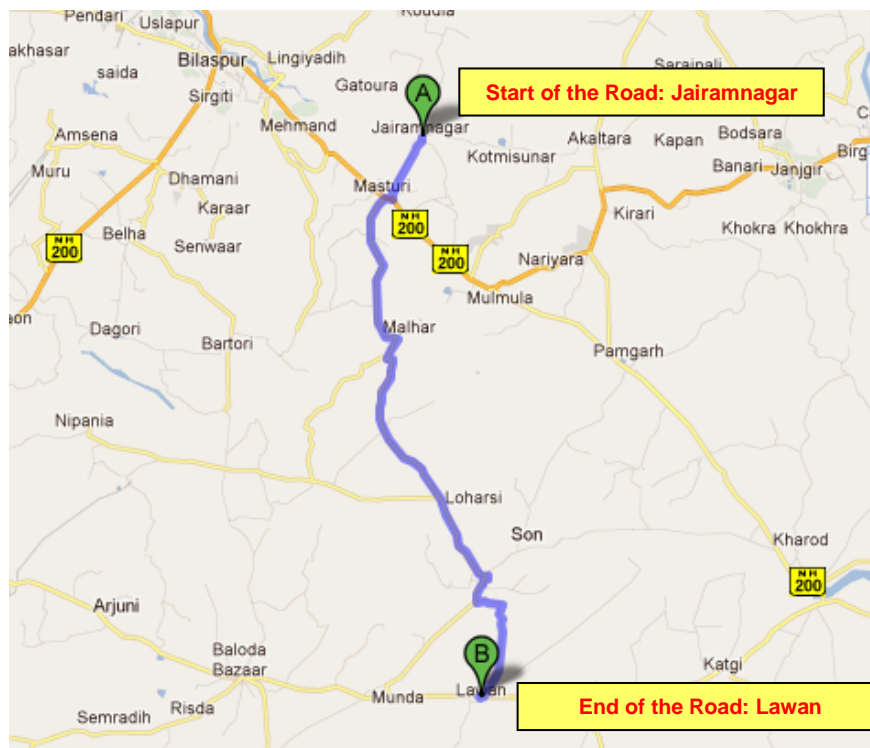 Pendari
Uslapur
Koudia
akhasar
saida
Bilaspur
Lingiyadih
Sirgiti
Gatoura
A
Start of the Road: Jairamnagar
Sarainali
Mehmand
Jairamnagar
Amsena
Akaltara
Kapan
Bodsara
Kotmisunar
Banari
Janjgir
Birg
Muru
Dhamani
Masturi
Karaar
Kirari
Belha
Senwaar
NH
200
NH
200
NH
200
Khokra
Khokhra
Nariyara
Mulmula
aon
Dagori
Malhar
Bartori
Pamgarh
Nipania
Loharsi
Son
Kharod
NH
200
Arjuni
Baloda
Bazaar
B
Katgi
Munda
Lawan
Risda
Semradih
End of the Road: Lawan